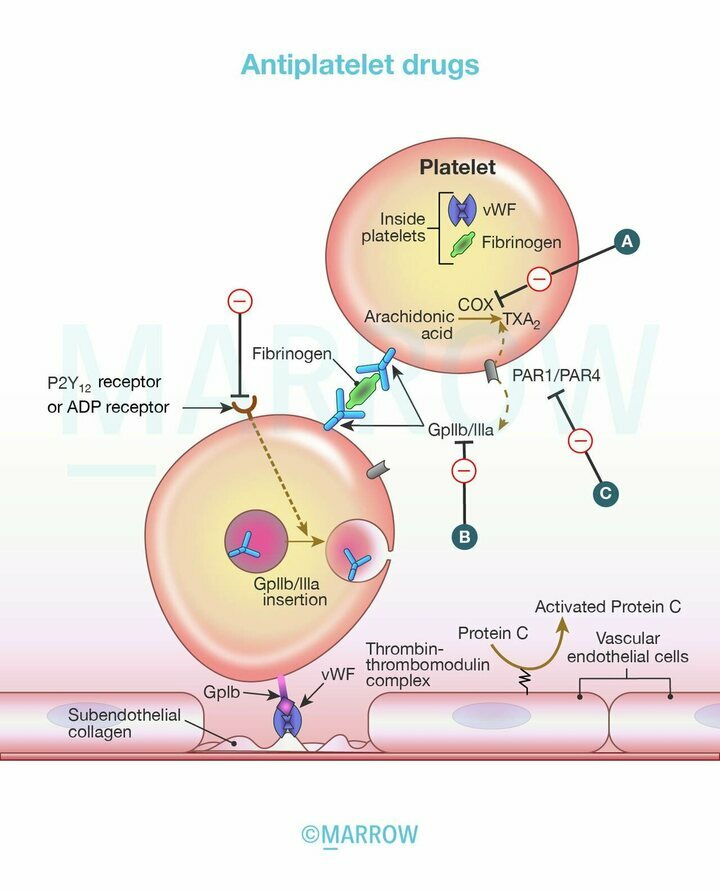 Antiplatelet drugs
Platelet
Inside
platelets
vWF
Fibrinogen
A
COX
Arachidonic
acid
TXA₂
Fibrinogen
P2Y₁₂ receptor
or ADP receptor
PAR1/PAR4
GpIIb/IIIa
C
B
GpIIb/IIIa
insertion
Activated Protein C
Protein C
Vascular
endothelial cells
Thrombin-
thrombomodulin
complex
GpIb
vWF
Subendothelial
collagen
MARROW
©MARROW